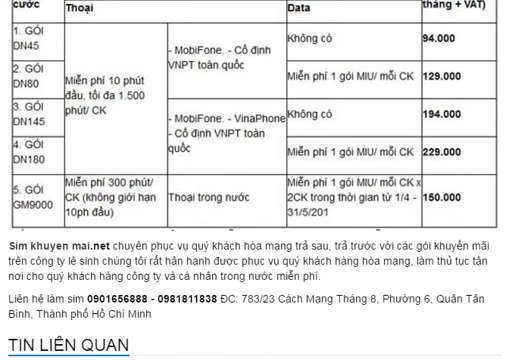 cước Thoại Data tháng + VAT)
1. GÓI
DN45
Miễn phí 10 phút
đầu, tối đa 1.500
phút/ CK
- MobiFone. - Cố định
VNPT toàn quốc
Không có 94.000
2. GÓI
DN80
Miễn phí 1 gói MIU/ mỗi CK 129.000
3. GÓI
DN145
- MobiFone. - VinaPhone
- Cố định VNPT toàn
quốc
Không có 194.000
4. GÓI
DN180
Miễn phí 1 gói MIU/ mỗi CK 229.000
5. GÓI
GM9000
Miễn phí 300 phút/
CK (không giới hạn
10ph đầu)
Thoại trong nước
Miễn phí 1 gói MIU/ mỗi CK x
2CK trong thời gian từ 1/4 -
31/5/201
150.000
Sim khuyen mai.net chuyên phục vụ quý khách hòa mạng trả sau, trả trước với các gói khuyến mãi
trên công ty lẻ sinh chúng tôi rất hân hạnh được phục vụ quý khách hàng hòa mạng, làm thủ tục tận
nơi cho quý khách hàng công ty và cá nhân trong nước miễn phí.
Liên hệ làm sim 0901656888 - 0981811838 ĐC: 783/23 Cách Mạng Tháng 8, Phường 6, Quận Tân
Bình, Thành phố Hồ Chí Minh
TIN LIÊN QUAN